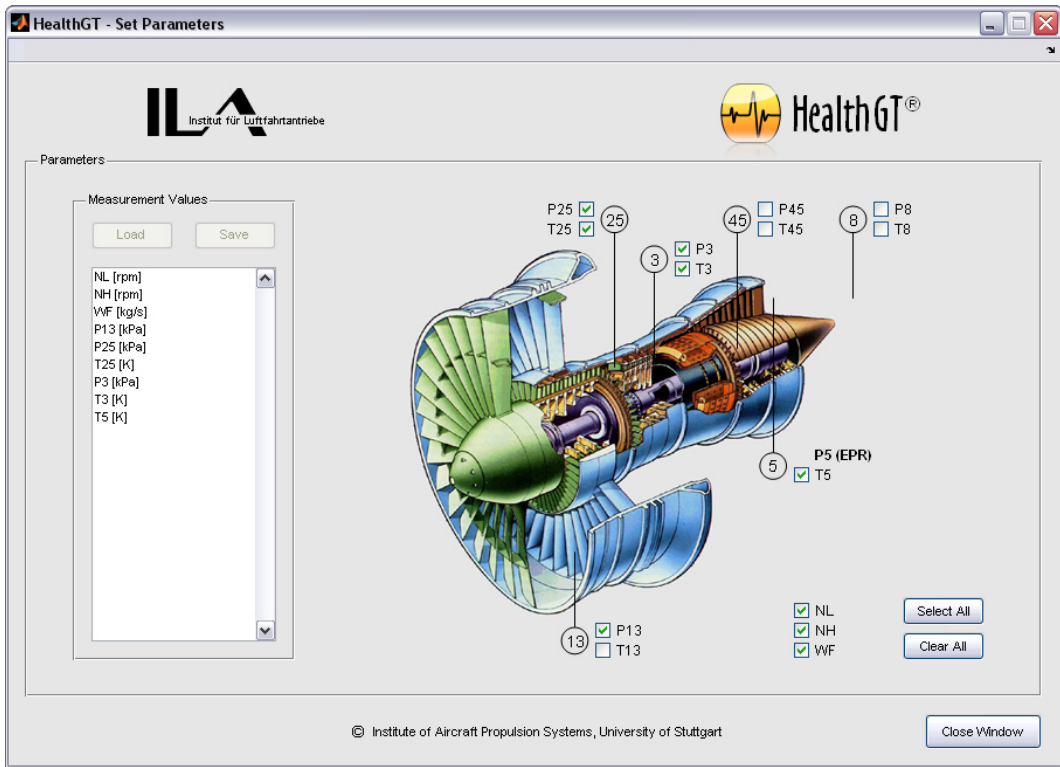 HealthGT - Set Parameters
ILA
Institut für Luftfahrtantriebe
HealthGT®
Parameters
Measurement Values
Load Save
NL [rpm]
NH [rpm]
WF [kg/s]
P13 [kPa]
P25 [kPa]
T25 [K]
P3 [kPa]
T3 [K]
T5 [K]
P25
T25
25
3
P3
T3
45
P45
T45
8
P8
T8
5
P5 (EPR)
T5
13
P13
T13
NL
NH
WF
Select All
Clear All
© Institute of Aircraft Propulsion Systems, University of Stuttgart
Close Window